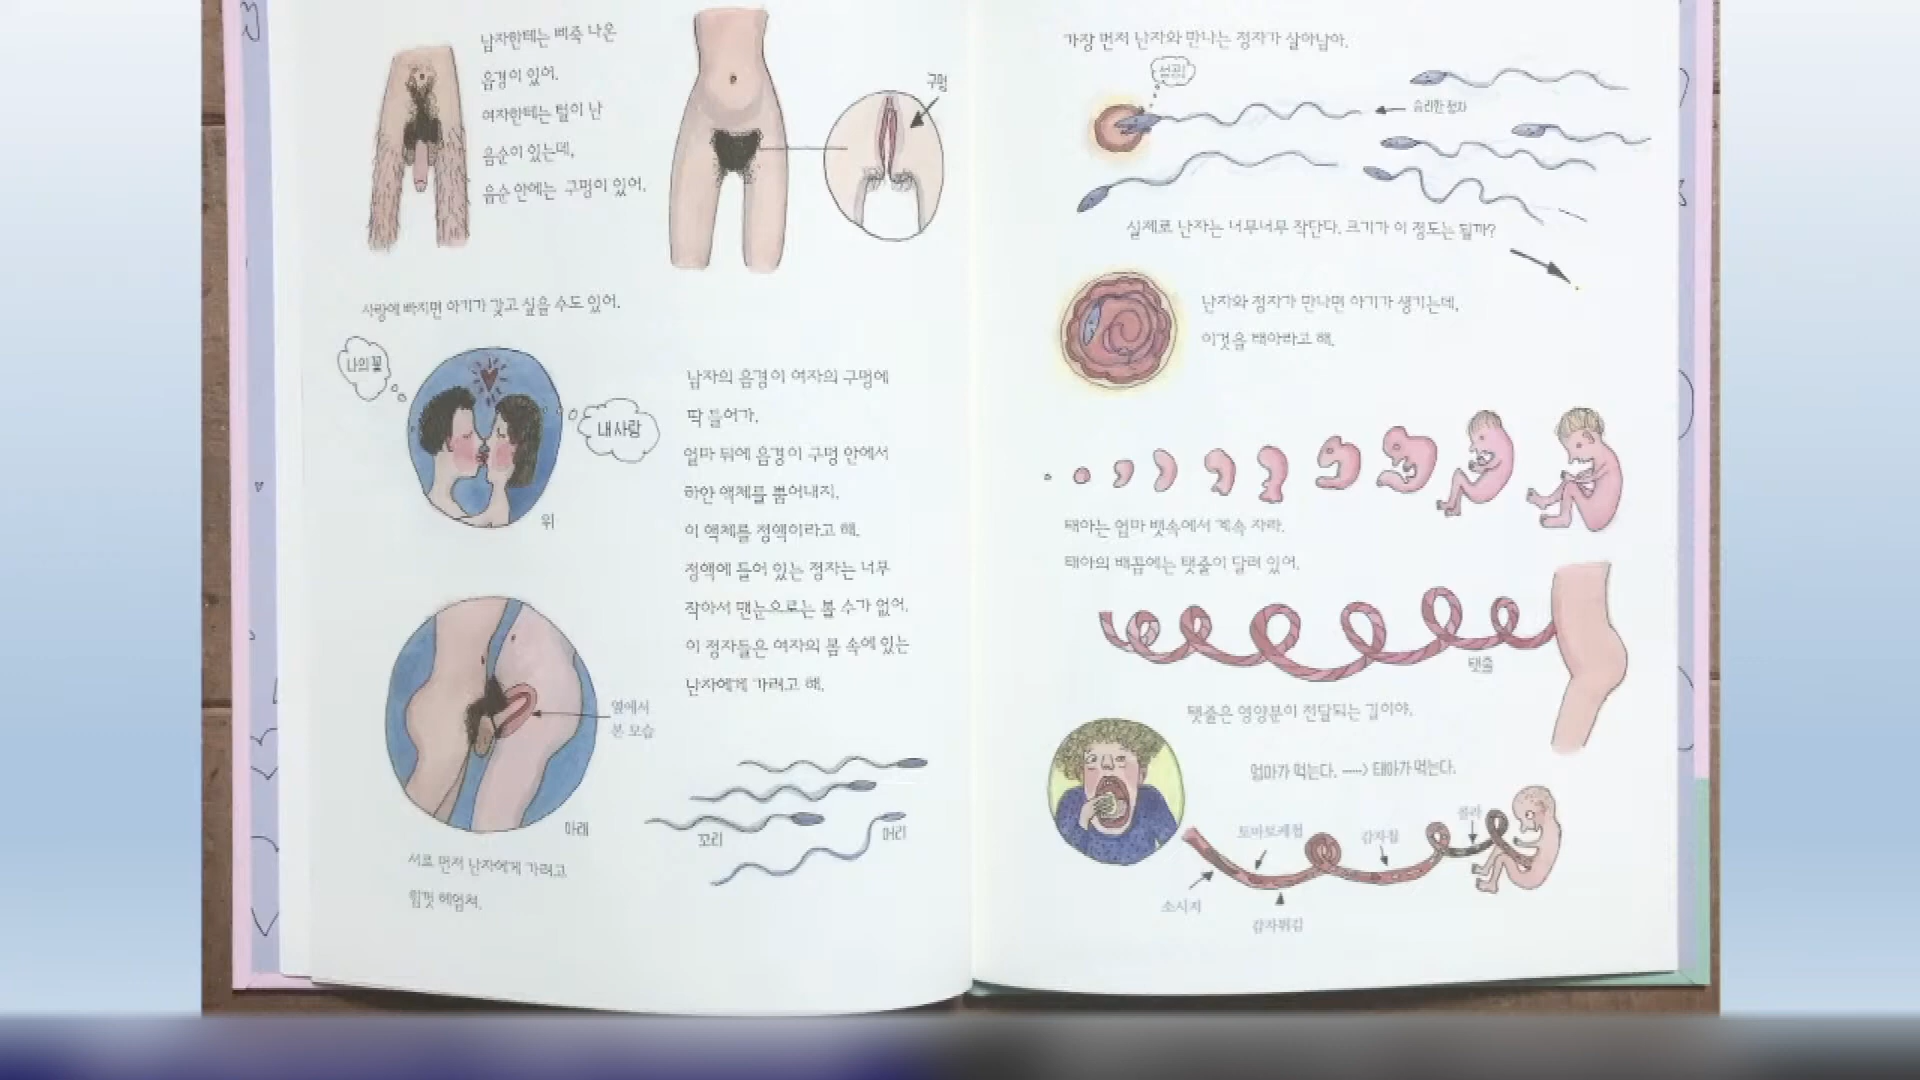 남자한테는 삐죽 나온
음경이 있어.
여자한테는 털이 난
음순이 있는데,
음순 안에는 구멍이 있어.
구멍
사랑에 빠지면 아기가 갖고 싶을 수도 있어.
나의 꽃
내 사랑
위
남자의 음경이 여자의 구멍에
딱 들어가.
얼마 뒤에 음경이 구멍 안에서
하얀 액체를 뿜어내지.
이 액체를 정액이라고 해.
정액에 들어 있는 정자는 너무
작아서 맨눈으로는 볼 수가 없어.
이 정자들은 여자의 몸 속에 있는
난자에게 가려고 해.
옆에서
본 모습
아래
꼬리
머리
서로 먼저 난자에게 가려고
힘껏 헤엄쳐.
가장 먼저 난자와 만나는 정자가 살아남아.
성공!
승리한 정자
실제로 난자는 너무너무 작단다. 크기가 이 정도는 될까?
난자와 정자가 만나면 아기가 생기는데,
이것을 태아라고 해.
태아는 엄마 뱃속에서 계속 자라.
태아의 배꼽에는 탯줄이 달려 있어.
탯줄
탯줄은 영양분이 전달되는 길이야.
엄마가 먹는다. ----> 태아가 먹는다.
토마토케첩
감자칩
콜라
소시지
감자튀김